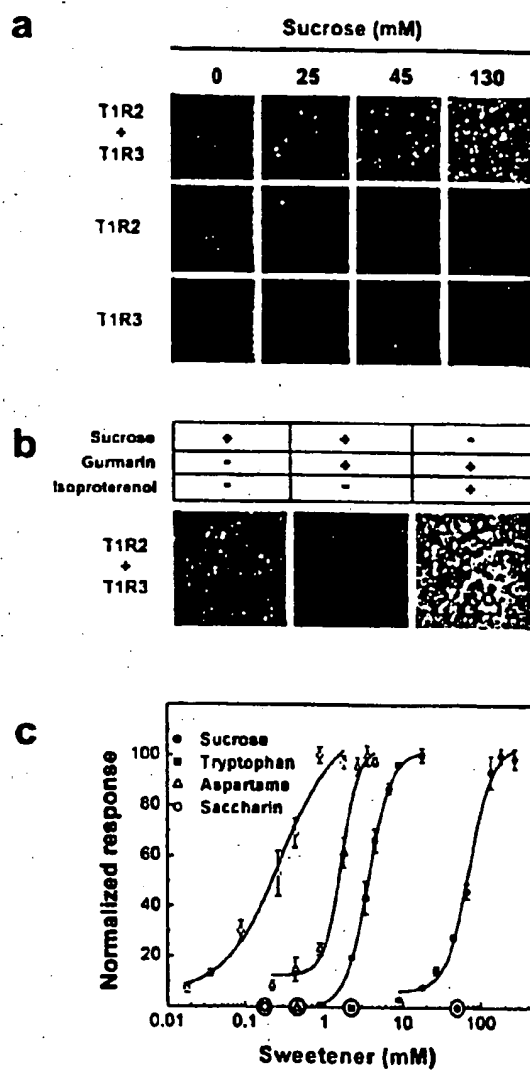 a
Sucrose (mM)
0 25 45 130
T1R2
+
T1R3
T1R2
T1R3
b
Sucrose + + -
Gurmarin - + +
Isoproterenol - - +
T1R2
+
T1R3
c
Sucrose
Tryptophan
Aspartame
Saccharin
Normalized response
100
80
60
40
20
0.01 0.1 1 10 100
Sweetener (mM)